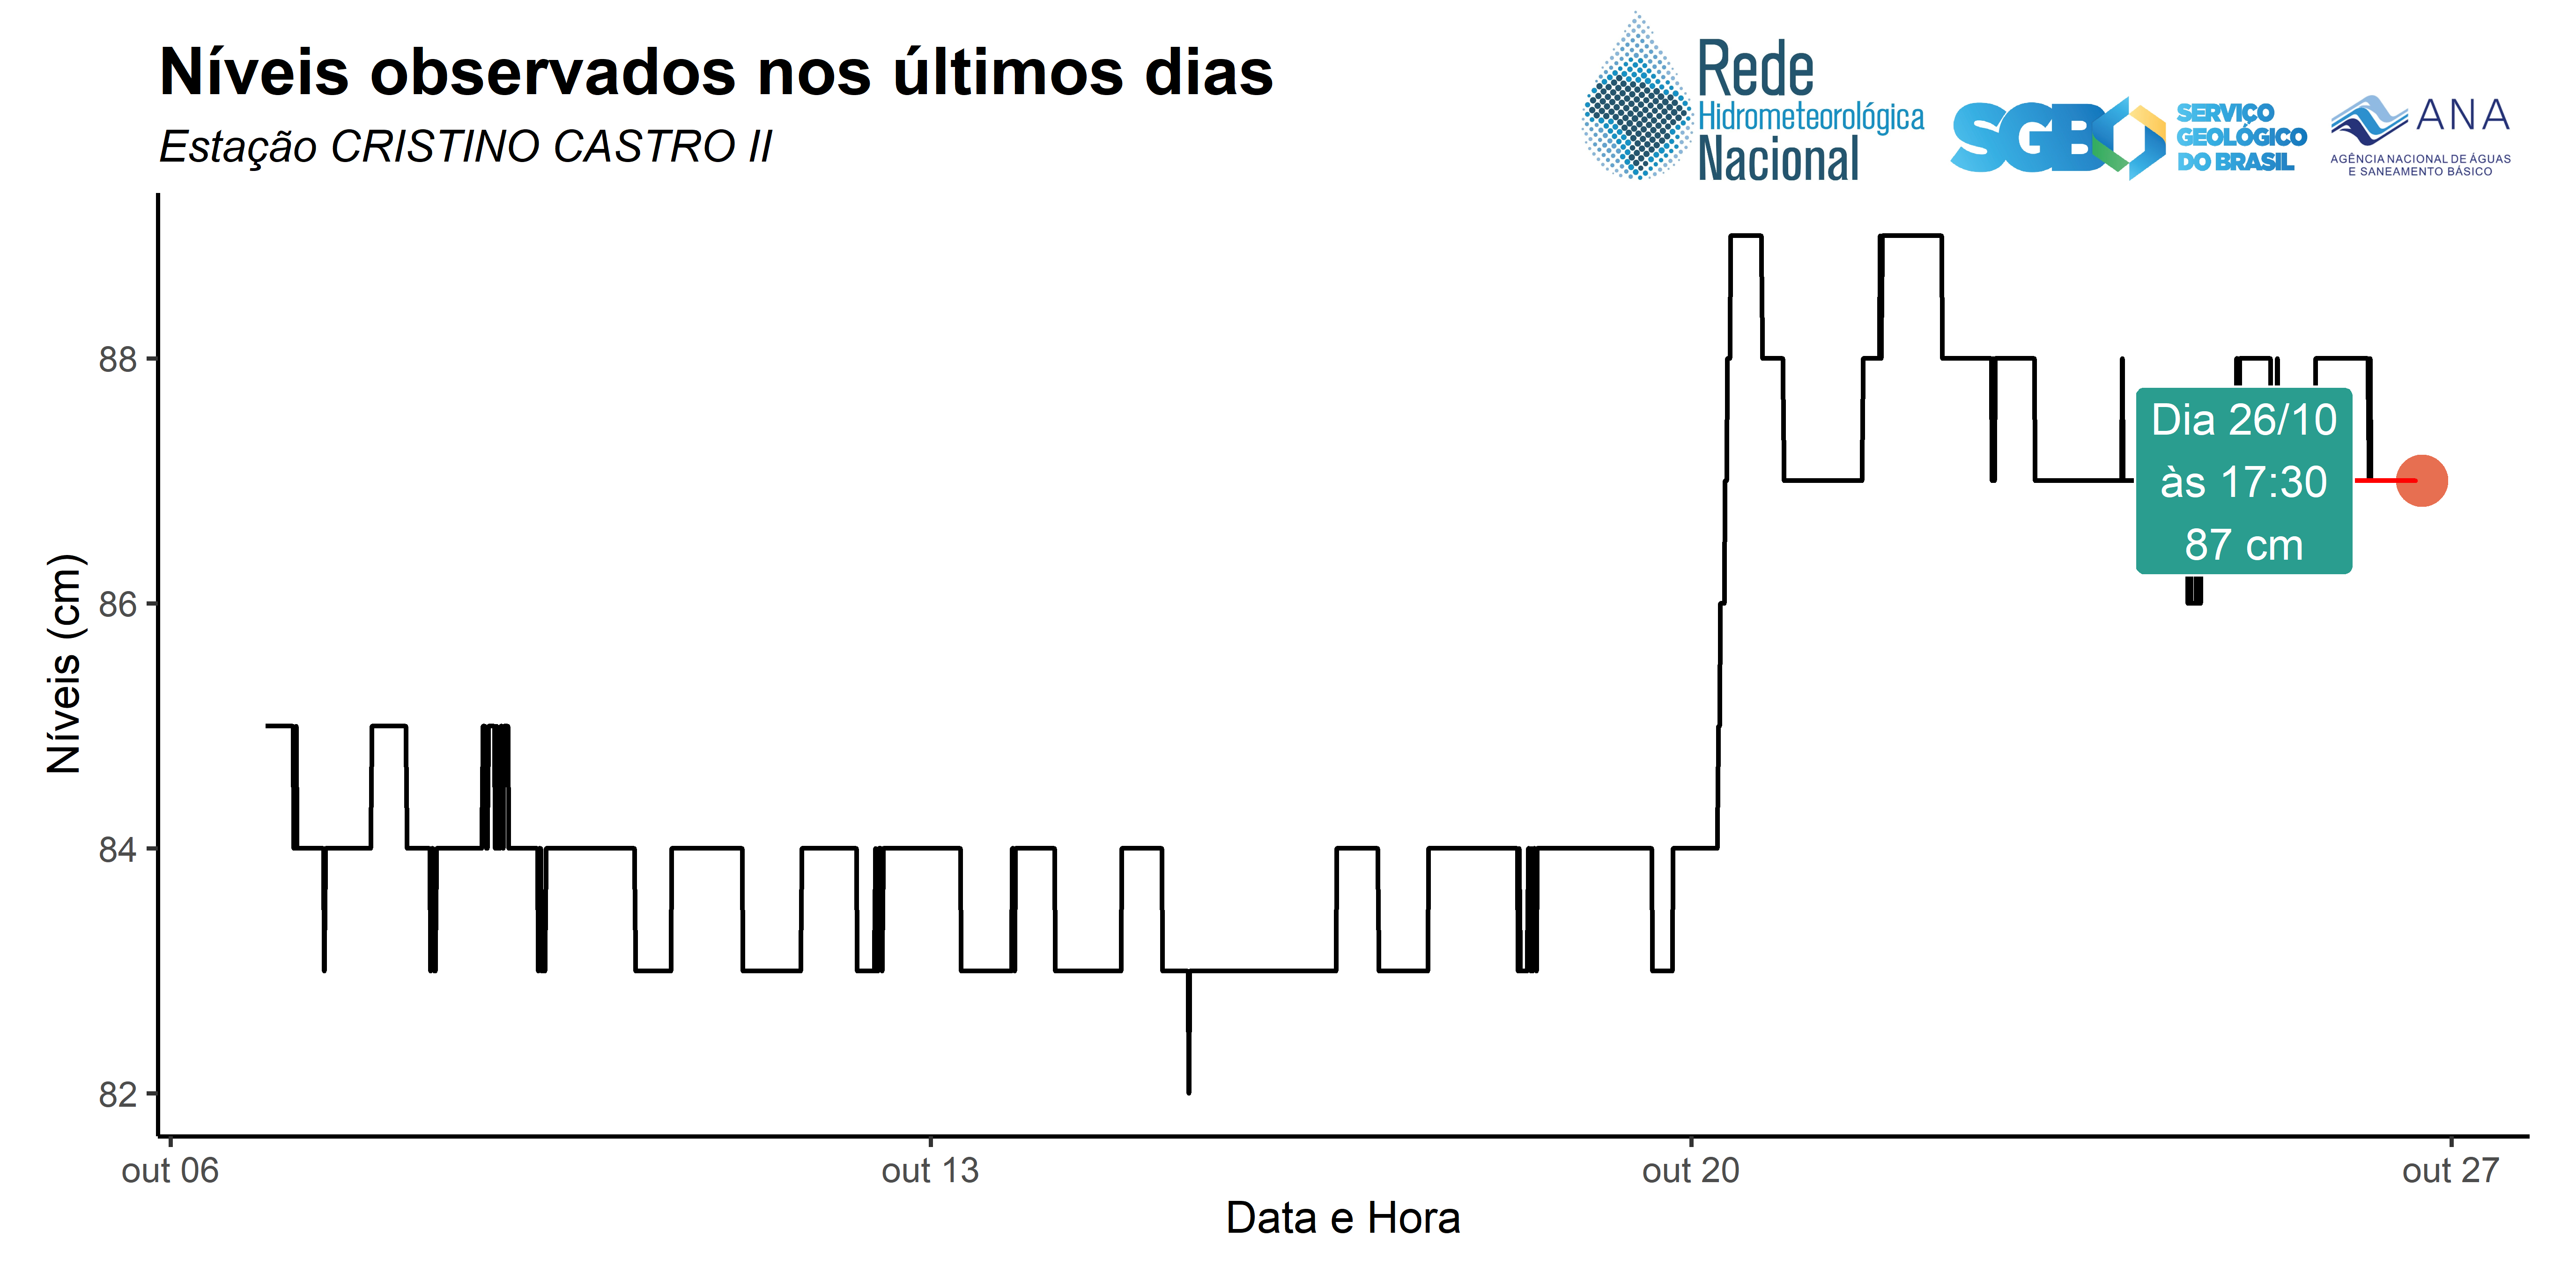 Níveis observados nos últimos dias
Estação CRISTINO CASTRO II
Rede
Hidrometeorológica
Nacional
SGB
SERVIÇO
GEOLÓGICO
DO BRASIL
ANA
AGÊNCIA NACIONAL DE ÁGUAS
E SANEAMENTO BÁSICO
Níveis (cm)
88
86
84
82
Dia 26/10
às 17:30
87 cm
out 06
out 13
out 20
out 27
Data e Hora